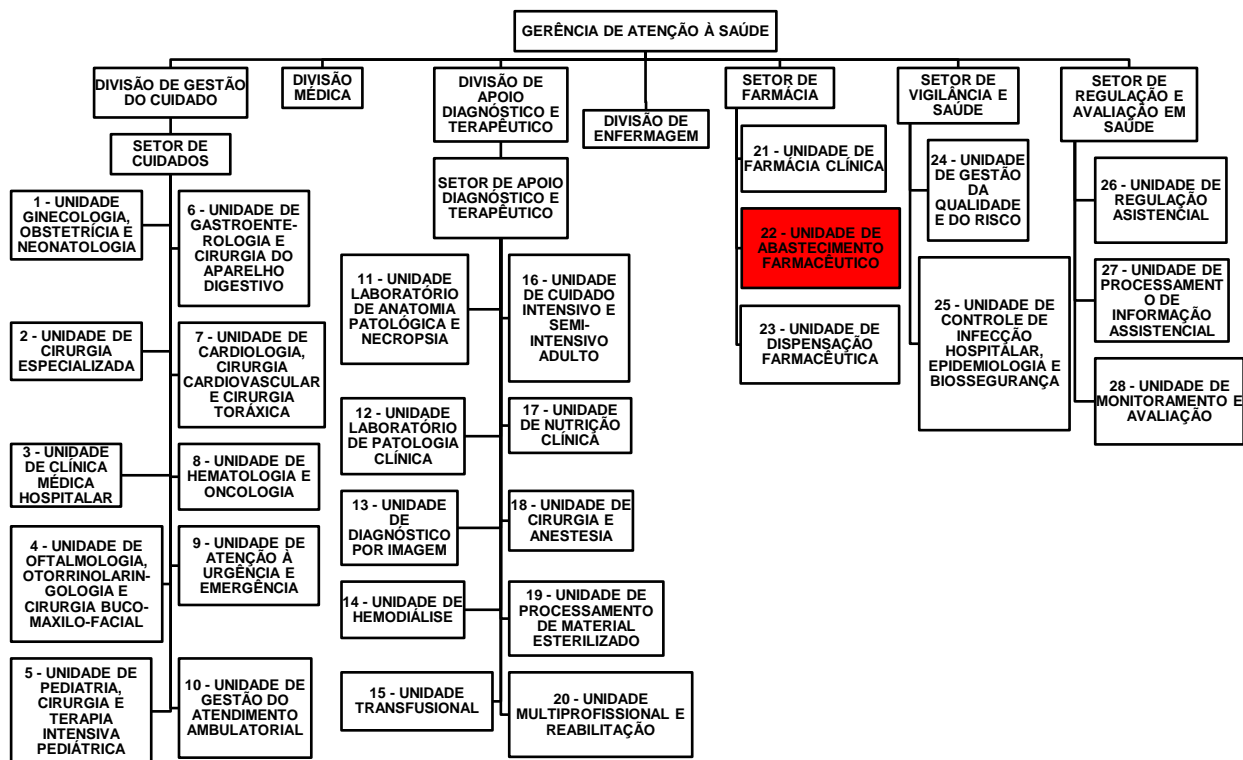 GERÊNCIA DE ATENÇÃO À SAÚDE
DIVISÃO DE GESTÃO
DO CUIDADO
DIVISÃO
MÉDICA
DIVISÃO DE
APOIO
DIAGNÓSTICO E
TERAPÊUTICO
DIVISÃO DE
ENFERMAGEM
SETOR DE
FARMÁCIA
SETOR DE
VIGILÂNCIA E
SAÚDE
SETOR DE
REGULAÇÃO E
AVALIAÇÃO EM
SAÚDE
SETOR DE
CUIDADOS
1 - UNIDADE
GINECOLOGIA,
OBSTETRÍCIA E
NEONATOLOGIA
2 - UNIDADE DE
CIRURGIA
ESPECIALIZADA
3 - UNIDADE
DE CLÍNICA
MÉDICA
HOSPITALAR
4 - UNIDADE DE
OFTALMOLOGIA,
OTORRINOLARIN-
GOLOGIA E
CIRURGIA BUCO-
MAXILO-FACIAL
5 - UNIDADE DE
PEDIATRIA,
CIRURGIA E
TERAPIA
INTENSIVA
PEDIÁTRICA
6 - UNIDADE DE
GASTROENTE-
ROLOGIA E
CIRURGIA DO
APARELHO
DIGESTIVO
7 - UNIDADE DE
CARDIOLOGIA,
CIRURGIA
CARDIOVASCULAR
E CIRURGIA
TORÁXICA
8 - UNIDADE DE
HEMATOLOGIA E
ONCOLOGIA
9 - UNIDADE DE
ATENÇÃO À
URGÊNCIA E
EMERGÊNCIA
10 - UNIDADE DE
GESTÃO DO
ATENDIMENTO
AMBULATORIAL
SETOR DE APOIO
DIAGNÓSTICO E
TERAPÊUTICO
11 - UNIDADE
LABORATÓRIO
DE ANATOMIA
PATOLÓGICA E
NECROPSIA
12 - UNIDADE
LABORATÓRIO
DE PATOLOGIA
CLÍNICA
13 - UNIDADE
DE
DIAGNÓSTICO
POR IMAGEM
14 - UNIDADE DE
HEMODIÁLISE
15 - UNIDADE
TRANSFUSIONAL
16 - UNIDADE
DE CUIDADO
INTENSIVO E
SEMI-
INTENSIVO
ADULTO
17 - UNIDADE
DE NUTRIÇÃO
CLÍNICA
18 - UNIDADE DE
CIRURGIA E
ANESTESIA
19 - UNIDADE DE
PROCESSAMENTO
DE MATERIAL
ESTERILIZADO
20 - UNIDADE
MULTIPROFISSIONAL E
REABILITAÇÃO
21 - UNIDADE DE
FARMÁCIA CLÍNICA
22 - UNIDADE DE
ABASTECIMENTO
FARMACÊUTICO
23 - UNIDADE DE
DISPENSAÇÃO
FARMACÊUTICA
24 - UNIDADE
DE GESTÃO
DA
QUALIDADE
E DO RISCO
25 - UNIDADE DE
CONTROLE DE
INFECÇÃO
HOSPITALAR,
EPIDEMIOLOGIA E
BIOSSEGURANÇA
26 - UNIDADE DE
REGULAÇÃO
ASISTENCIAL
27 - UNIDADE DE
PROCESSAMENT
O DE
INFORMAÇÃO
ASSISTENCIAL
28 - UNIDADE DE
MONITORAMENTO E
AVALIAÇÃO